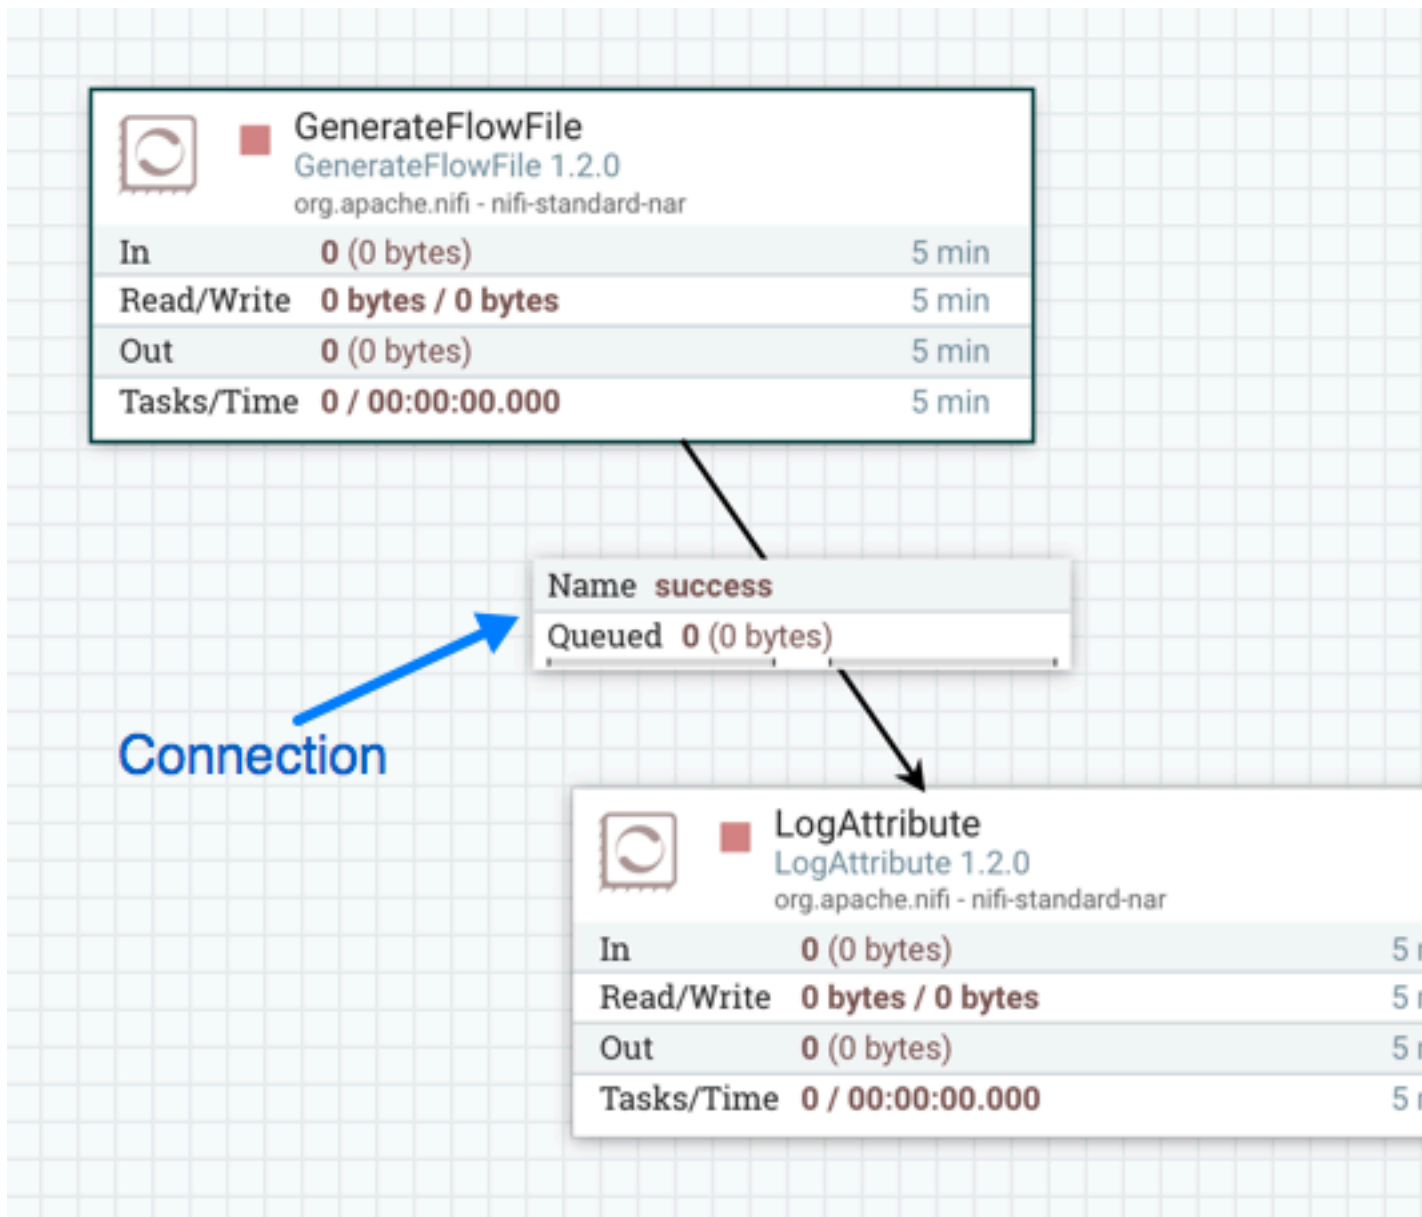 GenerateFlowFile
GenerateFlowFile 1.2.0
org.apache.nifi - nifi-standard-nar
In 0 (0 bytes) 5 min
Read/Write 0 bytes / 0 bytes 5 min
Out 0 (0 bytes) 5 min
Tasks/Time 0 / 00:00:00.000 5 min
Name success
Queued 0 (0 bytes)
Connection
LogAttribute
LogAttribute 1.2.0
org.apache.nifi - nifi-standard-nar
In 0 (0 bytes) 5
Read/Write 0 bytes / 0 bytes 5
Out 0 (0 bytes) 5
Tasks/Time 0 / 00:00:00.000 5